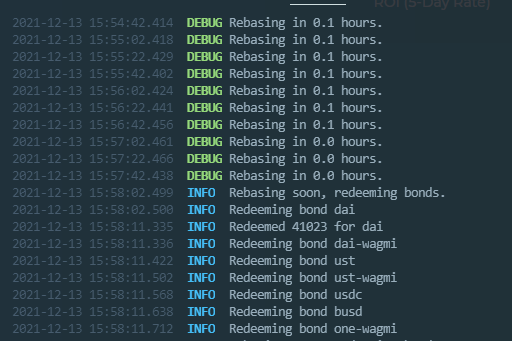 ROI (5-Day Rate)
2021-12-13 15:54:42.414 DEBUG Rebasing in 0.1 hours.
2021-12-13 15:55:02.418 DEBUG Rebasing in 0.1 hours.
2021-12-13 15:55:22.429 DEBUG Rebasing in 0.1 hours.
2021-12-13 15:55:42.402 DEBUG Rebasing in 0.1 hours.
2021-12-13 15:56:02.424 DEBUG Rebasing in 0.1 hours.
2021-12-13 15:56:22.441 DEBUG Rebasing in 0.1 hours.
2021-12-13 15:56:42.456 DEBUG Rebasing in 0.1 hours.
2021-12-13 15:57:02.461 DEBUG Rebasing in 0.0 hours.
2021-12-13 15:57:22.466 DEBUG Rebasing in 0.0 hours.
2021-12-13 15:57:42.438 DEBUG Rebasing in 0.0 hours.
2021-12-13 15:58:02.499 INFO Rebasing soon, redeeming bonds.
2021-12-13 15:58:02.500 INFO Redeeming bond dai
2021-12-13 15:58:11.335 INFO Redeemed 41023 for dai
2021-12-13 15:58:11.336 INFO Redeeming bond dai-wagmi
2021-12-13 15:58:11.422 INFO Redeeming bond ust
2021-12-13 15:58:11.502 INFO Redeeming bond ust-wagmi
2021-12-13 15:58:11.568 INFO Redeeming bond usdc
2021-12-13 15:58:11.638 INFO Redeeming bond busd
2021-12-13 15:58:11.712 INFO Redeeming bond one-wagmi